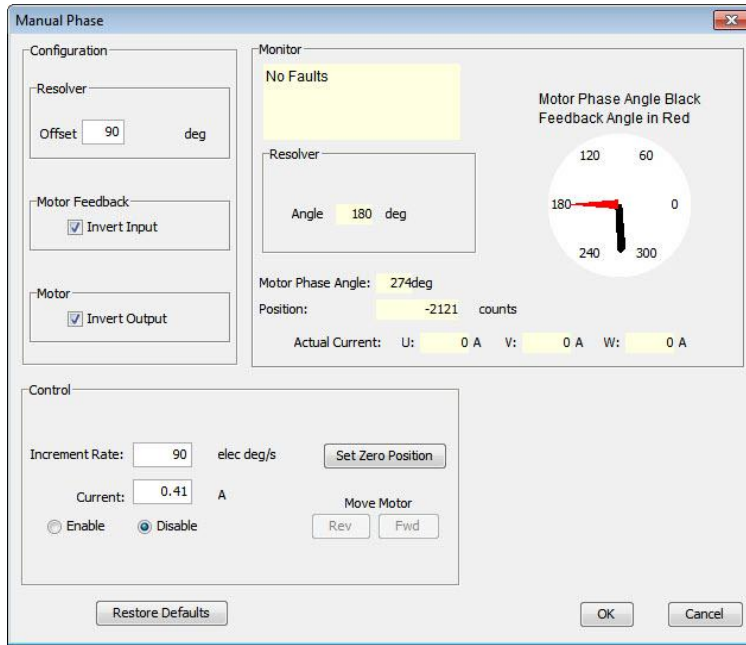 Manual Phase
Configuration
Resolver
Offset 90 deg
Motor Feedback
Invert Input
Motor
Invert Output
Monitor
No Faults
Resolver
Angle 180 deg
Motor Phase Angle Black
Feedback Angle in Red
120 60
180 0
240 300
Motor Phase Angle: 274deg
Position: -2121 counts
Actual Current: U: 0 A V: 0 A W: 0 A
Control
Increment Rate: 90 elec deg/s
Set Zero Position
Current: 0.41 A
Move Motor
Enable Disable
Rev Fwd
Restore Defaults
OK Cancel